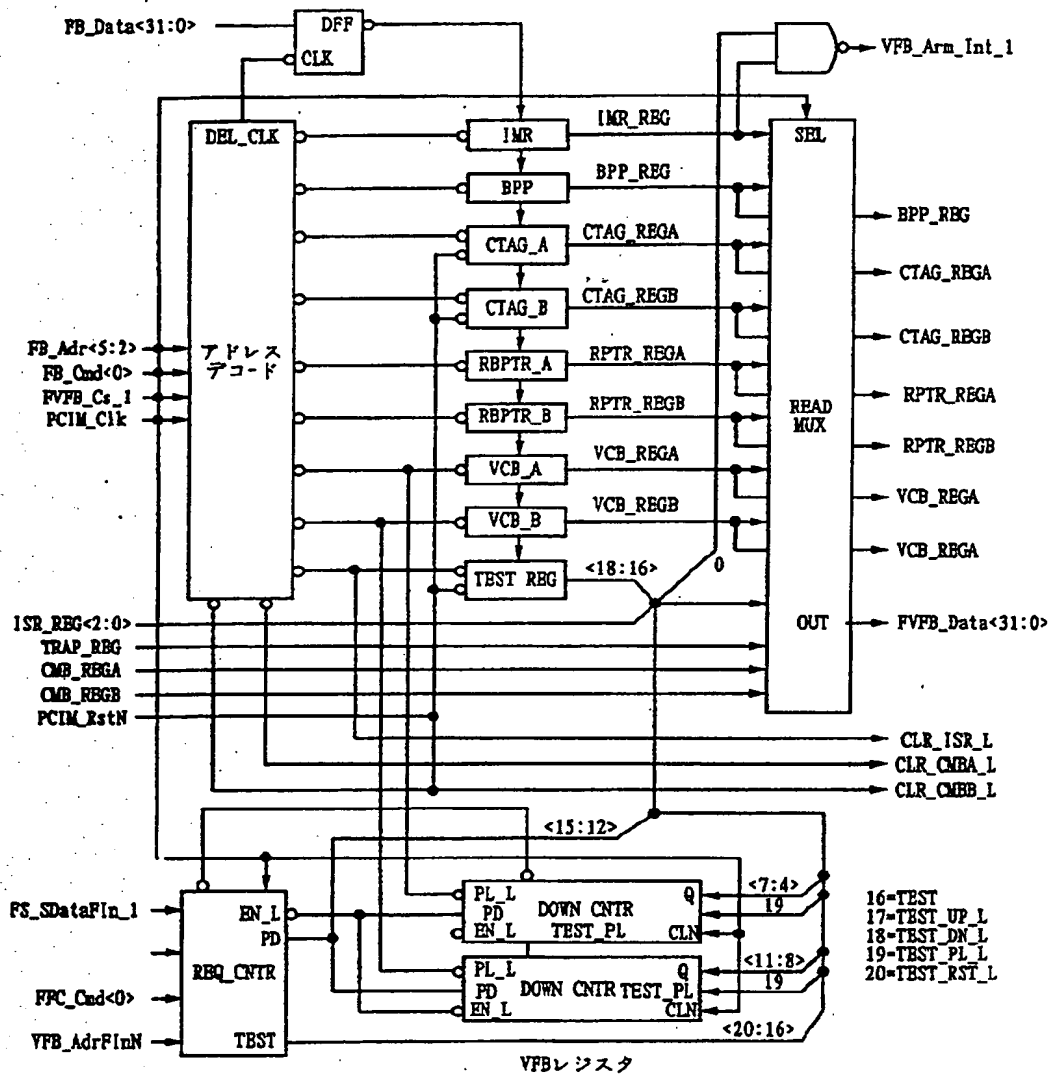 FB_Data<31:0>
DFF
CLK
VFB_Arm_Int_1
DEL_CLK
IMR
IMR_REG
SEL
BPP
BPP_REG
BPP_REG
CTAG_A
CTAG_REGA
CTAG_REGA
CTAG_B
CTAG_REGB
CTAG_REGB
FB_Adr<5:2>
FB_Cmd<0>
FVFB_Cs_1
PCIM_Clk
アドレス
デコード
RBPTR_A
RPTR_REGA
RPTR_REGA
READ
MUX
RBPTR_B
RPTR_REGB
RPTR_REGB
VCB_A
VCB_REGA
VCB_REGA
VCB_B
VCB_REGB
VCB_REGA
TEST REG
<18:16>
0
ISR_REG<2:0>
TRAP_REG
CMB_REGA
CMB_REGB
PCIM_RstN
OUT
FVFB_Data<31:0>
CLR_ISR_L
CLR_CMBA_L
CLR_CMBB_L
<15:12>
FS_SDataFIn_1
FFC_Cmd<0>
VFB_AdrFInN
EN_L
PD
REQ_CNTR
TEST
PL_L
PD
EN_L
DOWN CNTR
TEST_PL
Q
CLN
<7:4>
19
PL_L
PD
EN_L
DOWN CNTR TEST_PL
Q
CLN
<11:8>
19
<20:16>
16=TEST
17=TEST_UP_L
18=TEST_DN_L
19=TEST_PL_L
20=TEST_RST_L
VFBレジスタ